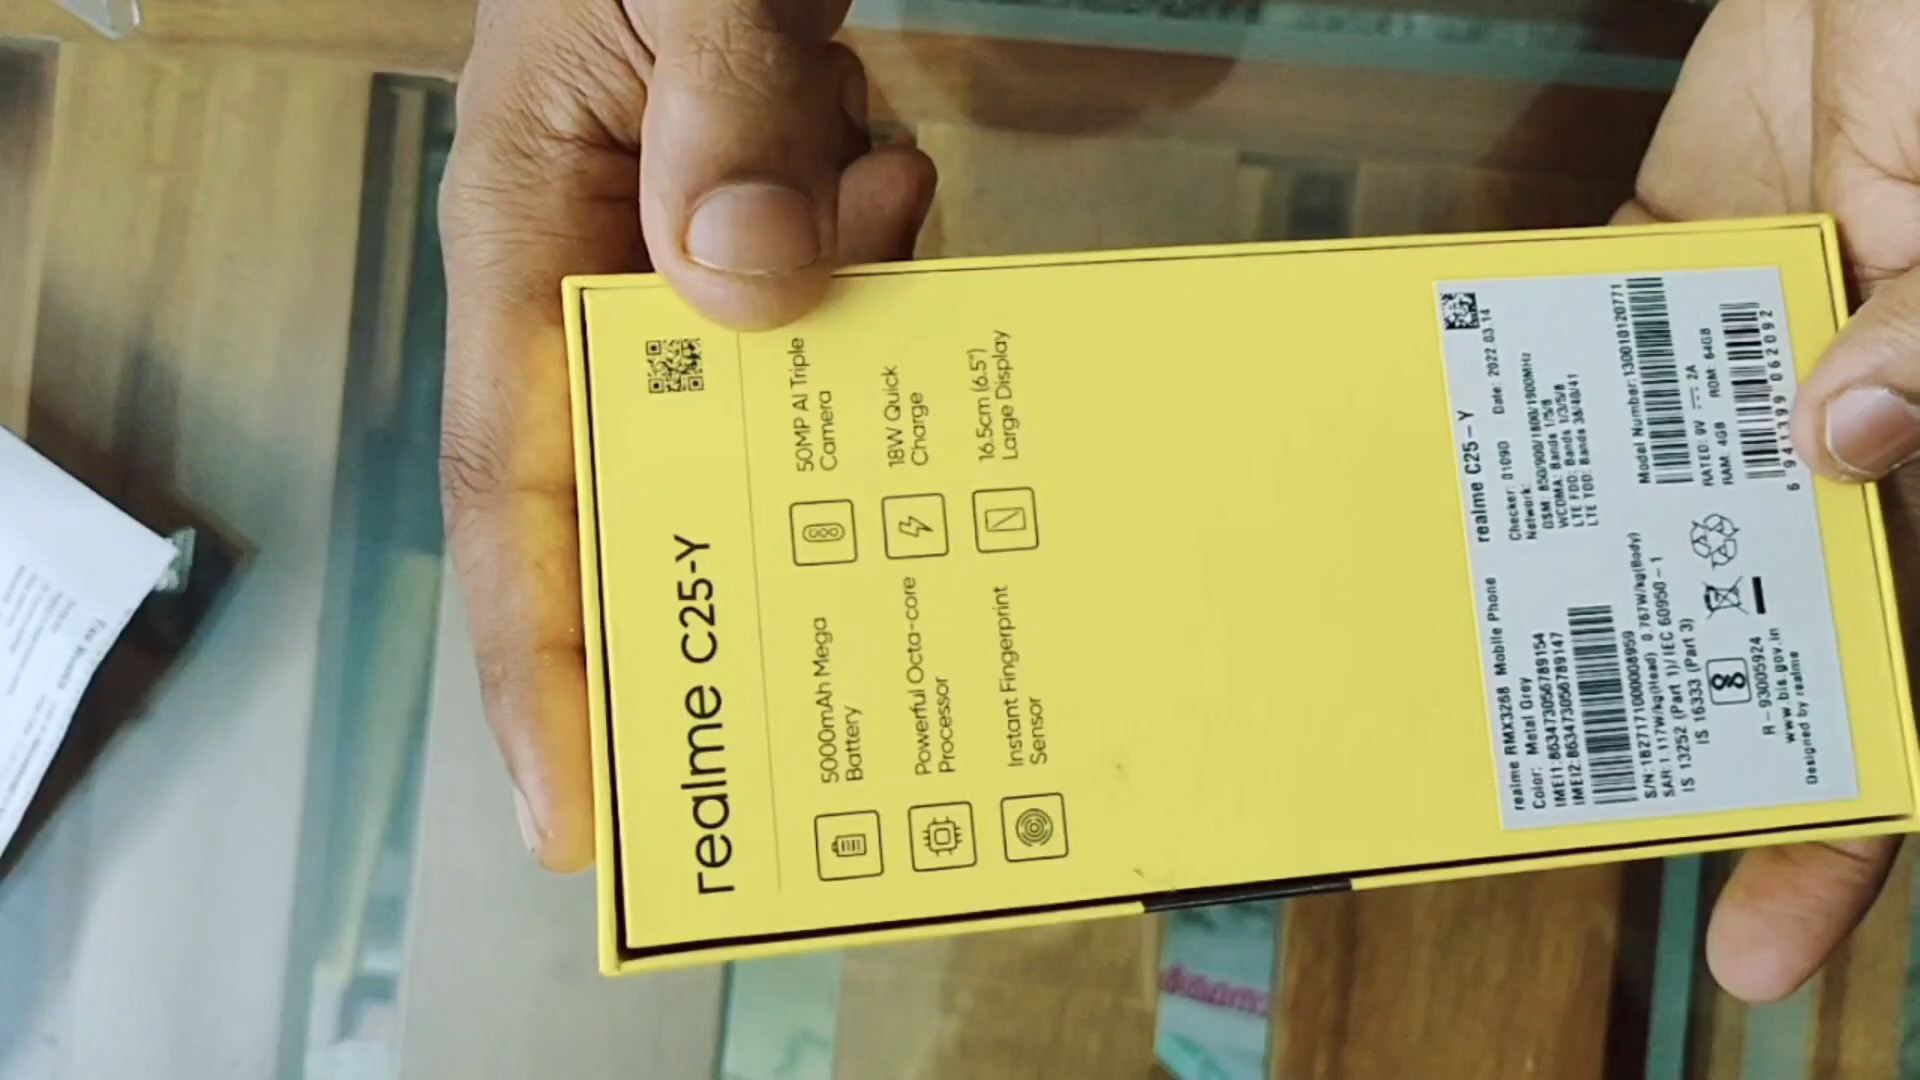 realme C25-Y
5000mAh Mega
Battery
50MP AI Triple
Camera
Powerful Octa-core
Processor
18W Quick
Charge
Instant Fingerprint
Sensor
16.5cm (6.5")
Large Display
realme RMX3268 Mobile Phone
realme C25-Y
Color: Metal Grey
Checker: 01090 Date: 2022.03.14
IMEI1:863473056789154
IMEI2:863473056789147
Network:
GSM: 850/900/1800/1900MHz
WCDMA: Bands 1/5/8
LTE FDD: Bands 1/3/5/8
LTE TDD: Bands 38/40/41
SAR:1.117W/kg(Head) 0.767W/kg(Body)
IS 13252 (Part 1)/IEC 60950-1
IS 16333 (Part 3)
Model Number:130010120771
RATED: 9V 2A
RAM: 4GB ROM: 64GB
6 941399 062092
R-93005924
www.bis.gov.in
Designed by realme